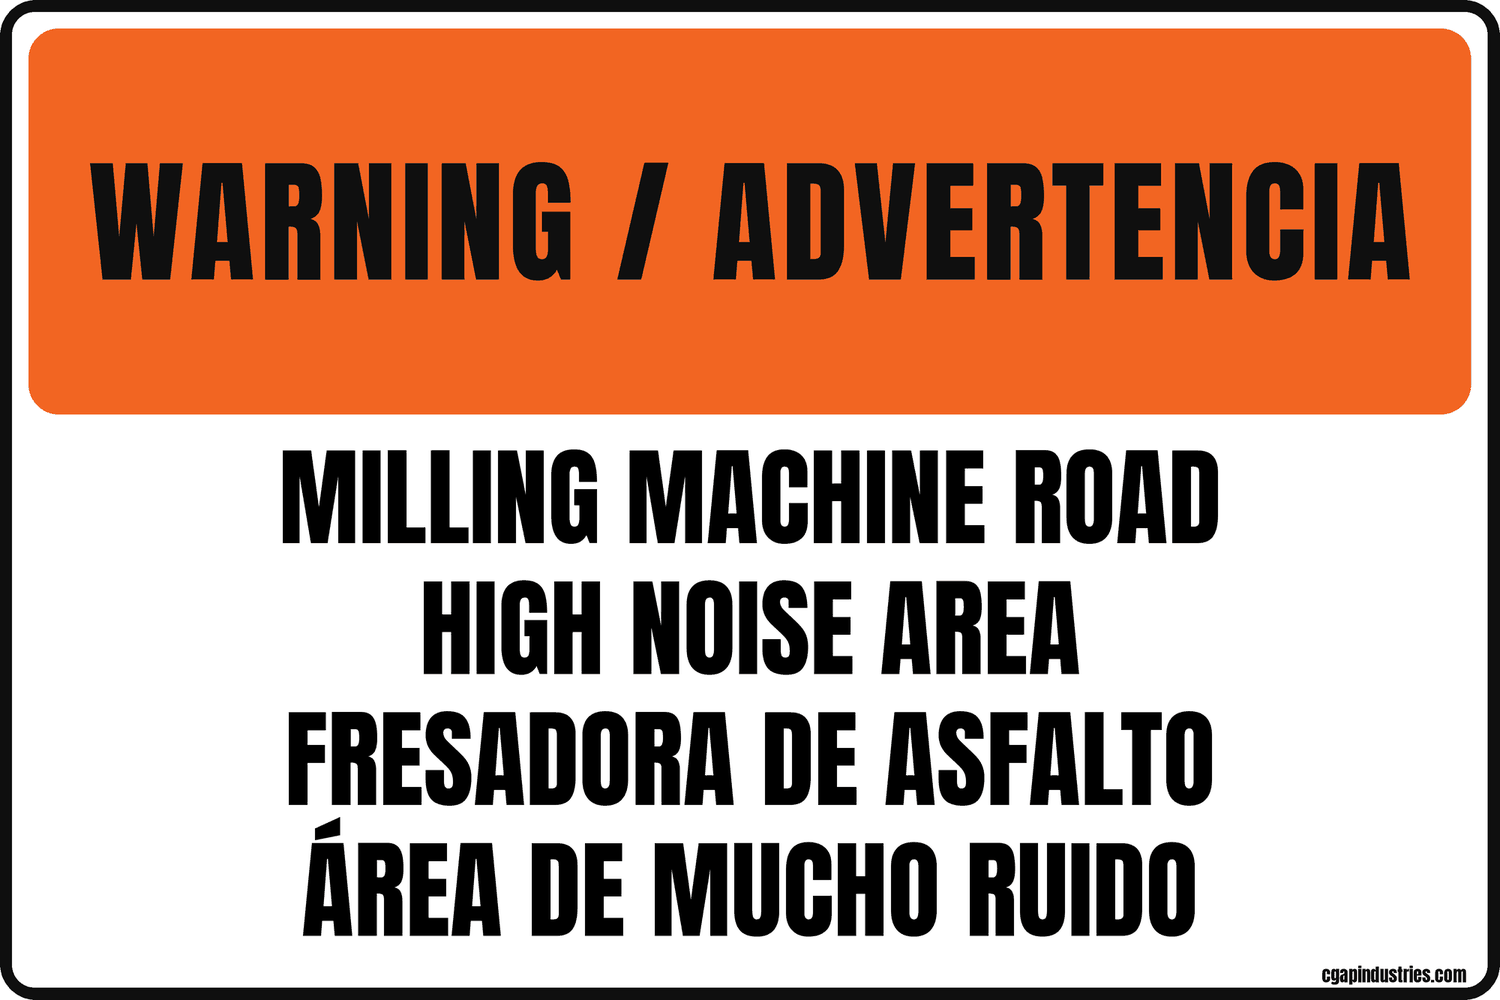 WARNING / ADVERTENCIA
MILLING MACHINE ROAD
HIGH NOISE AREA
FRESADORA DE ASFALTO
ÁREA DE MUCHO RUIDO
cgapindustries.com